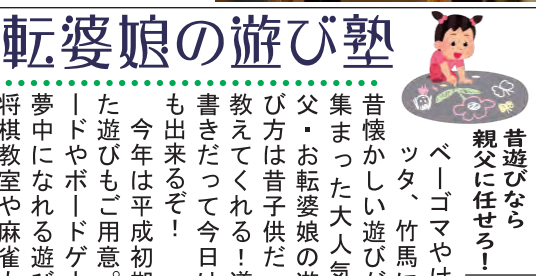 転婆娘の遊び塾
昔遊びなら
親父に任せろ！
ベーゴマやけ
ッタ、竹馬に
昔懐かしい遊びが
集まった大人気
父・お転婆娘の遊
び方は昔子供だ
教えてくれる！道
書きだって今日は
も出来るぞ！
今年は平成初期
た遊びもご用意。
ードやボードゲー
夢中になれる遊び
将棋教室や麻雀